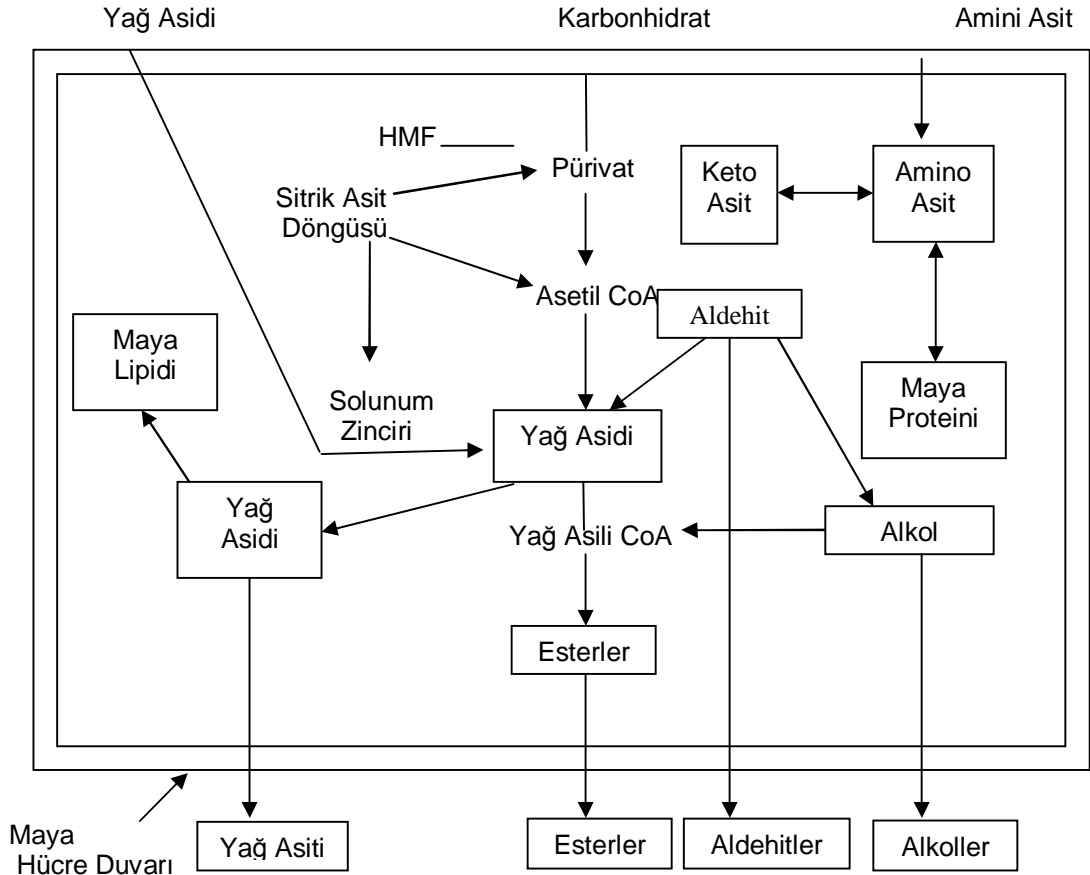 Yağ Asidi
Karbonhidrat
Amini Asit
HMF
Pürivat
Keto
Asit
Amino
Asit
Sitrik Asit
Döngüsü
Asetil CoA
Aldehit
Maya
Lipidi
Maya
Proteini
Solunum
Zinciri
Yağ Asidi
Yağ
Asidi
Yağ Asili CoA
Alkol
Esterler
Maya
Hücre Duvarı
Yağ Asiti
Esterler
Aldehitler
Alkoller